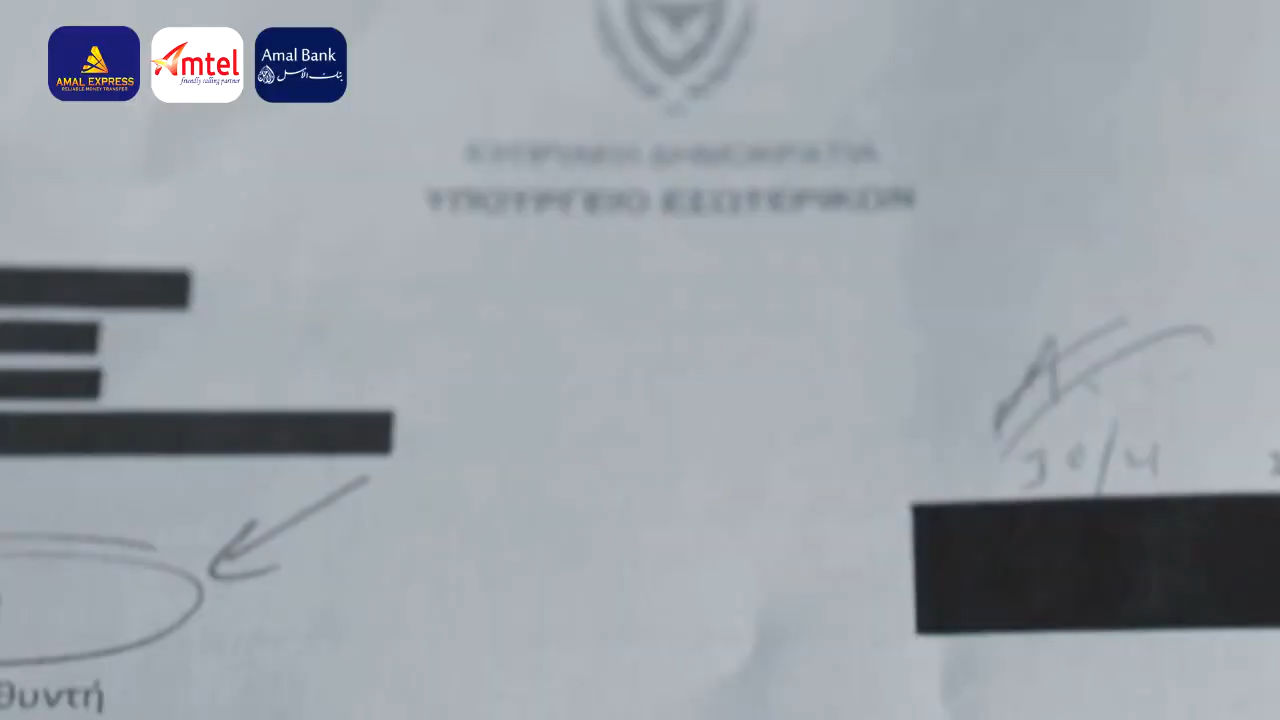 AMAL EXPRESS
RELIABLE MONEY TRANSFER
Amtel
friendly calling partner
Amal Bank
بنك الأمل
ΚΥΠΡΙΑΚΗ ΔΗΜΟΚΡΑΤΙΑ
ΥΠΟΥΡΓΕΙΟ ΕΣΩΤΕΡΙΚΩΝ
30/4
θυντή